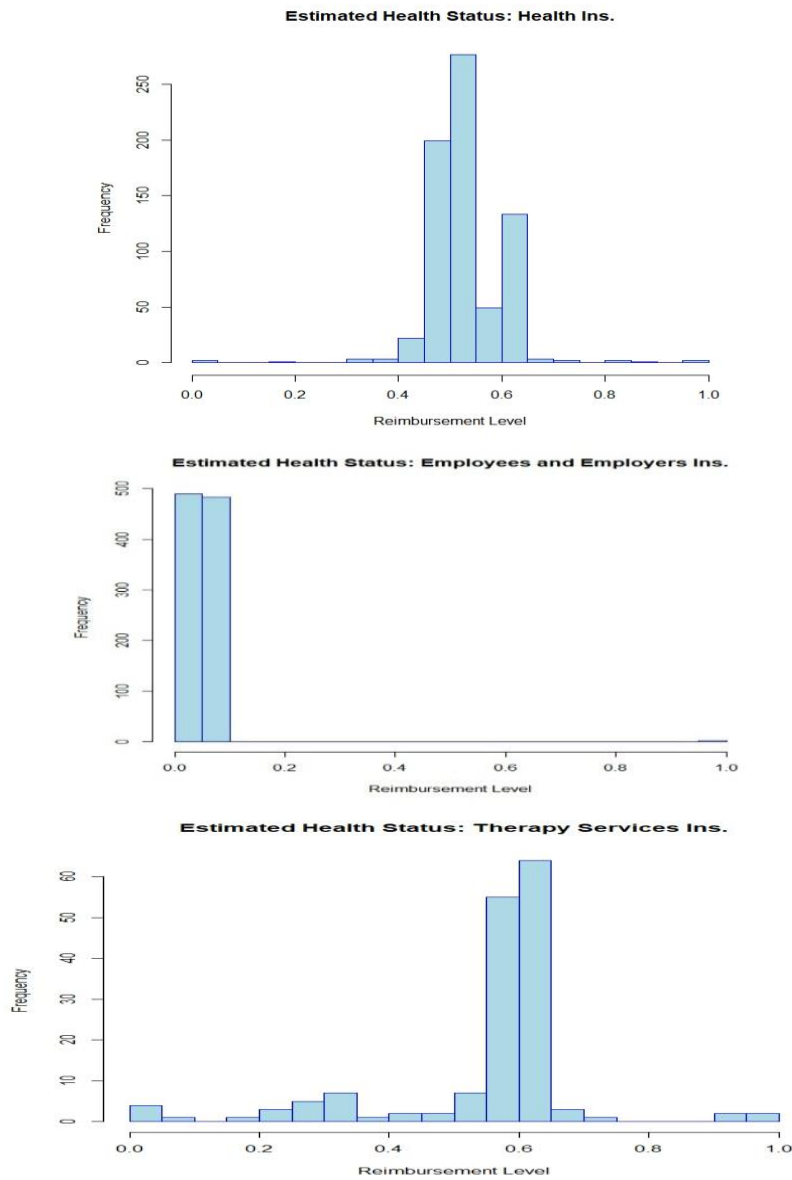 Estimated Health Status: Health Ins.
250
200
150
100
50
0
Frequency
0.0 0.2 0.4 0.6 0.8 1.0
Reimbursement Level
Estimated Health Status: Employees and Employers Ins.
500
400
300
200
100
0
Frequency
0.0 0.2 0.4 0.6 0.8 1.0
Reimbursement Level
Estimated Health Status: Therapy Services Ins.
60
50
40
30
20
10
0
Frequency
0.0 0.2 0.4 0.6 0.8 1.0
Reimbursement Level